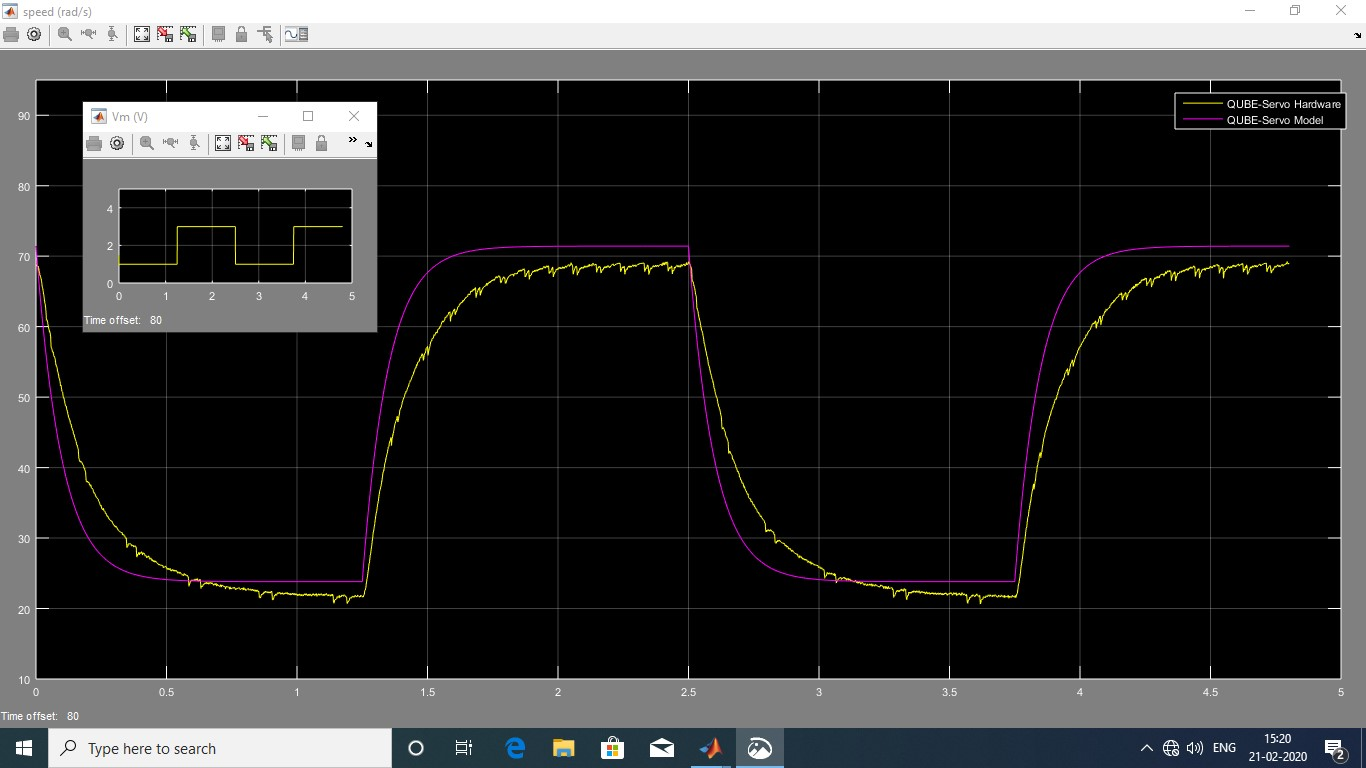 speed (rad/s)
QUBE-Servo Hardware
QUBE-Servo Model
90
80
70
60
50
40
30
20
10
0 0.5 1 1.5 2 2.5 3 3.5 4 4.5 5
Time offset: 80
Vm (V)
4
2
0
0 1 2 3 4 5
Time offset: 80
Type here to search
ENG
15:20
21-02-2020
2